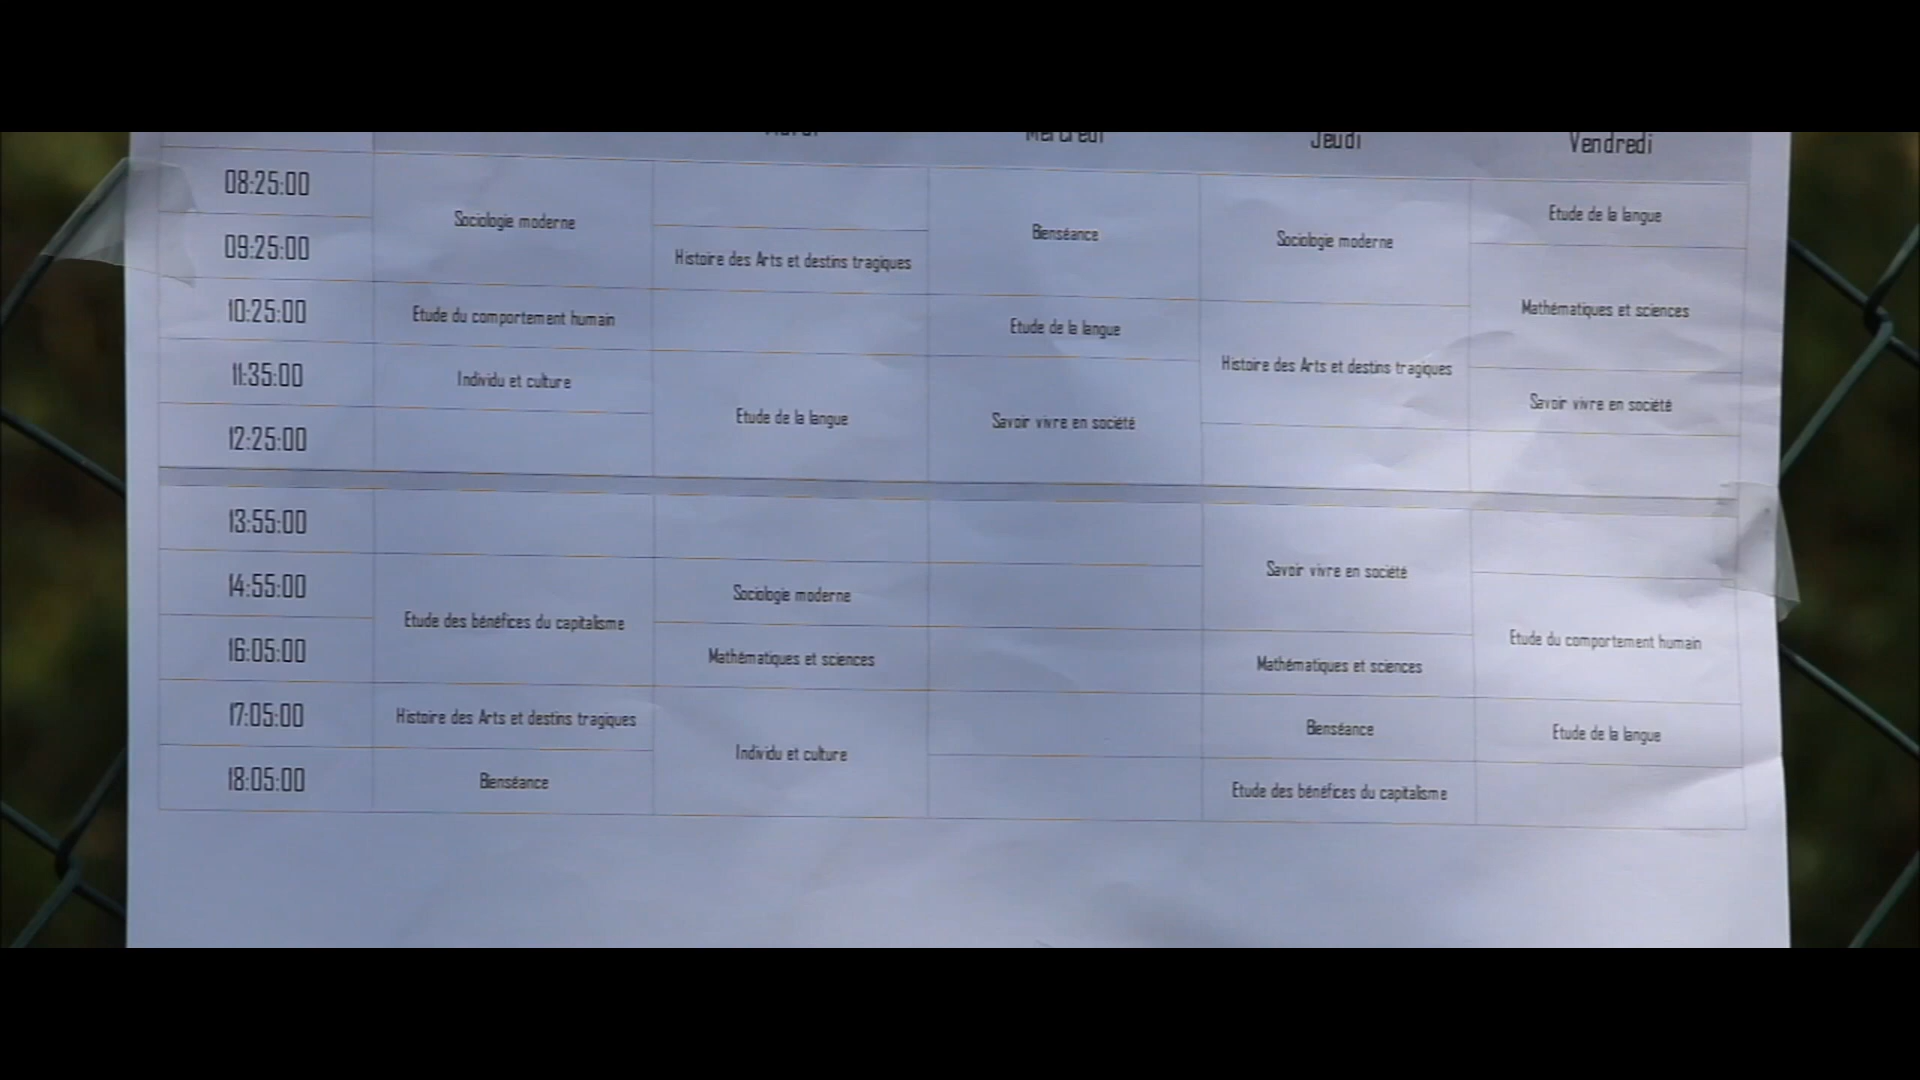 Mardi Mercredi Jeudi Vendredi
08:25:00
Sociologie moderne
Bienséance
Sociologie moderne
Etude de la langue
09:25:00
Histoire des Arts et destins tragiques
10:25:00
Etude du comportement humain
Etude de la langue
Mathématiques et sciences
Histoire des Arts et destins tragiques
11:35:00
Individu et culture
Etude de la langue
Savoir vivre en société
Savoir vivre en société
12:25:00
13:55:00
Savoir vivre en société
14:55:00
Etude des bénéfices du capitalisme
Sociologie moderne
Etude du comportement humain
16:05:00
Mathématiques et sciences
Mathématiques et sciences
17:05:00
Histoire des Arts et destins tragiques
Individu et culture
Bienséance
Etude de la langue
18:05:00
Bienséance
Etude des bénéfices du capitalisme